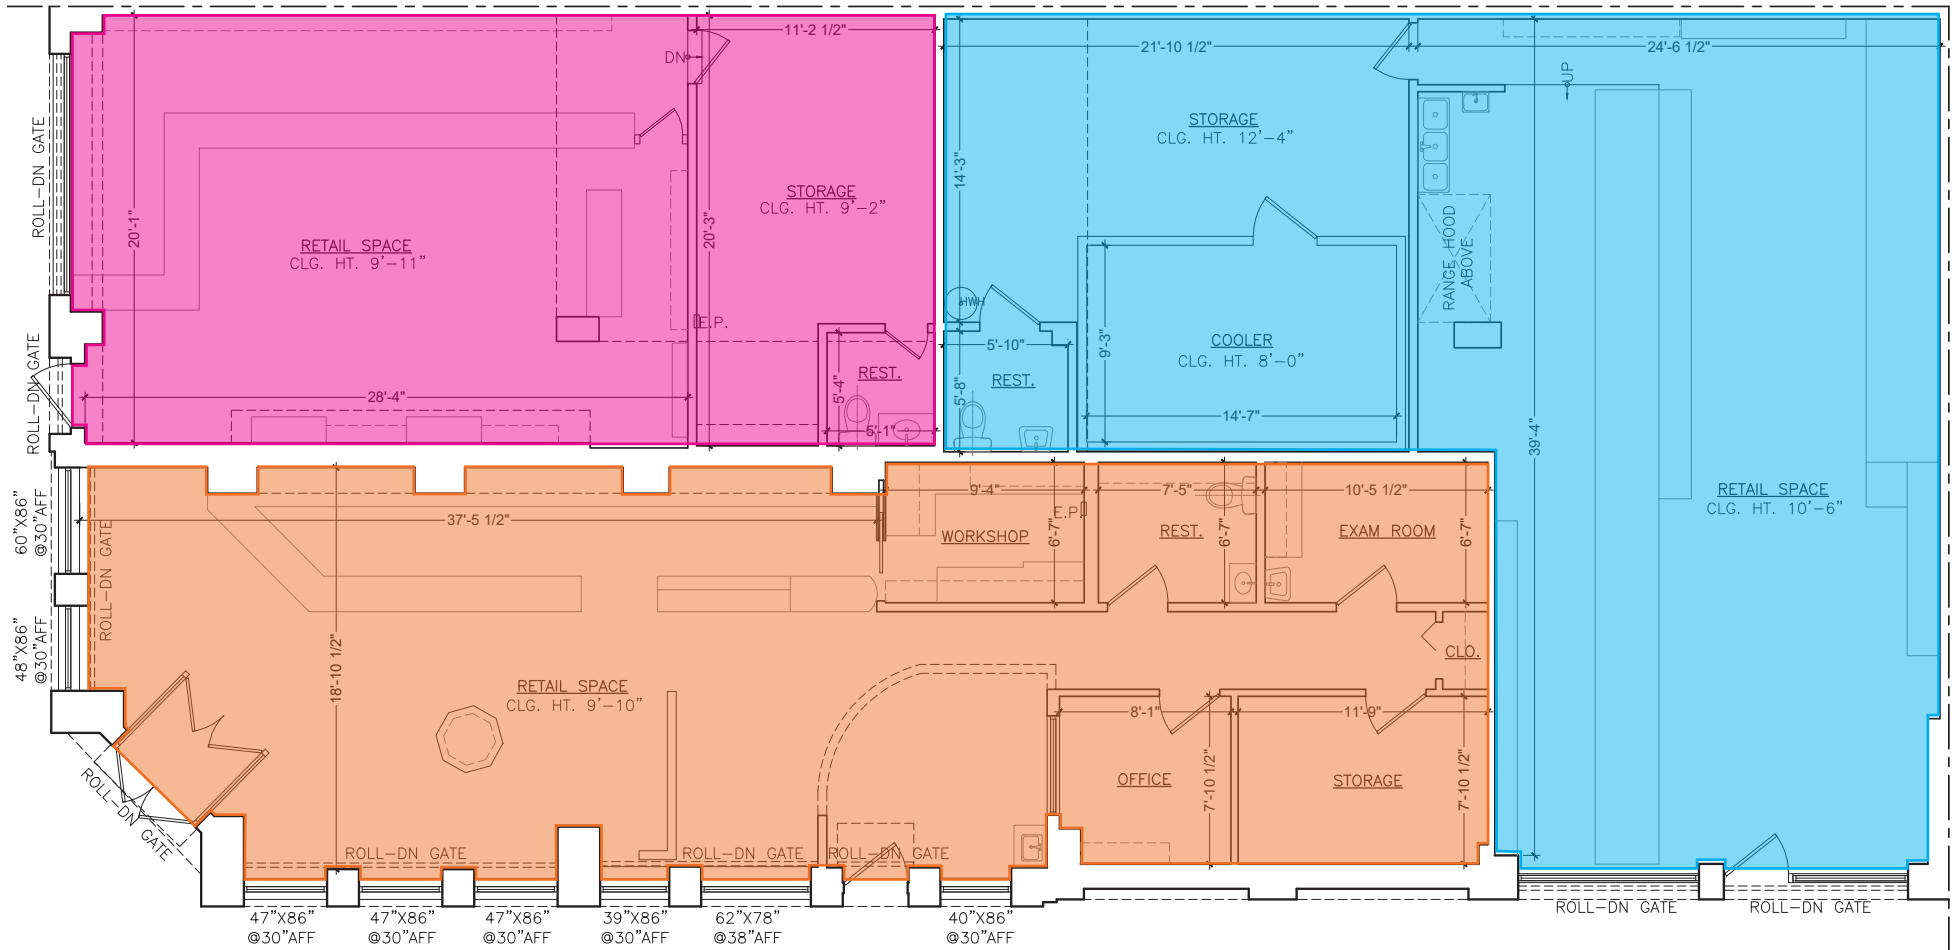 11'-2 1/2"
DN
ROLL-DN GATE
20'-1"
20'-3"
STORAGE
CLG. HT. 9'-2"
RETAIL SPACE
CLG. HT. 9'-11"
E.P.
REST.
5'-4"
5'-1"
28'-4"
ROLL-DN GATE
21'-10 1/2"
24'-6 1/2"
UP
STORAGE
CLG. HT. 12'-4"
14'-3"
RANGE HOOD
ABOVE
HWH
5'-10"
REST.
5'-8"
9'-3"
COOLER
CLG. HT. 8'-0"
14'-7"
39'-4"
RETAIL SPACE
CLG. HT. 10'-6"
60"X86"
@30"AFF
ROLL-DN GATE
37'-5 1/2"
9'-4"
E.P.
WORKSHOP
6'-7"
7'-5"
REST.
6'-7"
10'-5 1/2"
EXAM ROOM
6'-7"
48"X86"
@30"AFF
18'-10 1/2"
RETAIL SPACE
CLG. HT. 9'-10"
CLO.
8'-1"
OFFICE
7'-10 1/2"
11'-9"
STORAGE
7'-10 1/2"
ROLL-DN GATE
ROLL-DN GATE
ROLL-DN GATE
ROLL-DN GATE
ROLL-DN GATE
ROLL-DN GATE
47"X86"
@30"AFF
47"X86"
@30"AFF
47"X86"
@30"AFF
39"X86"
@30"AFF
62"X78"
@38"AFF
40"X86"
@30"AFF